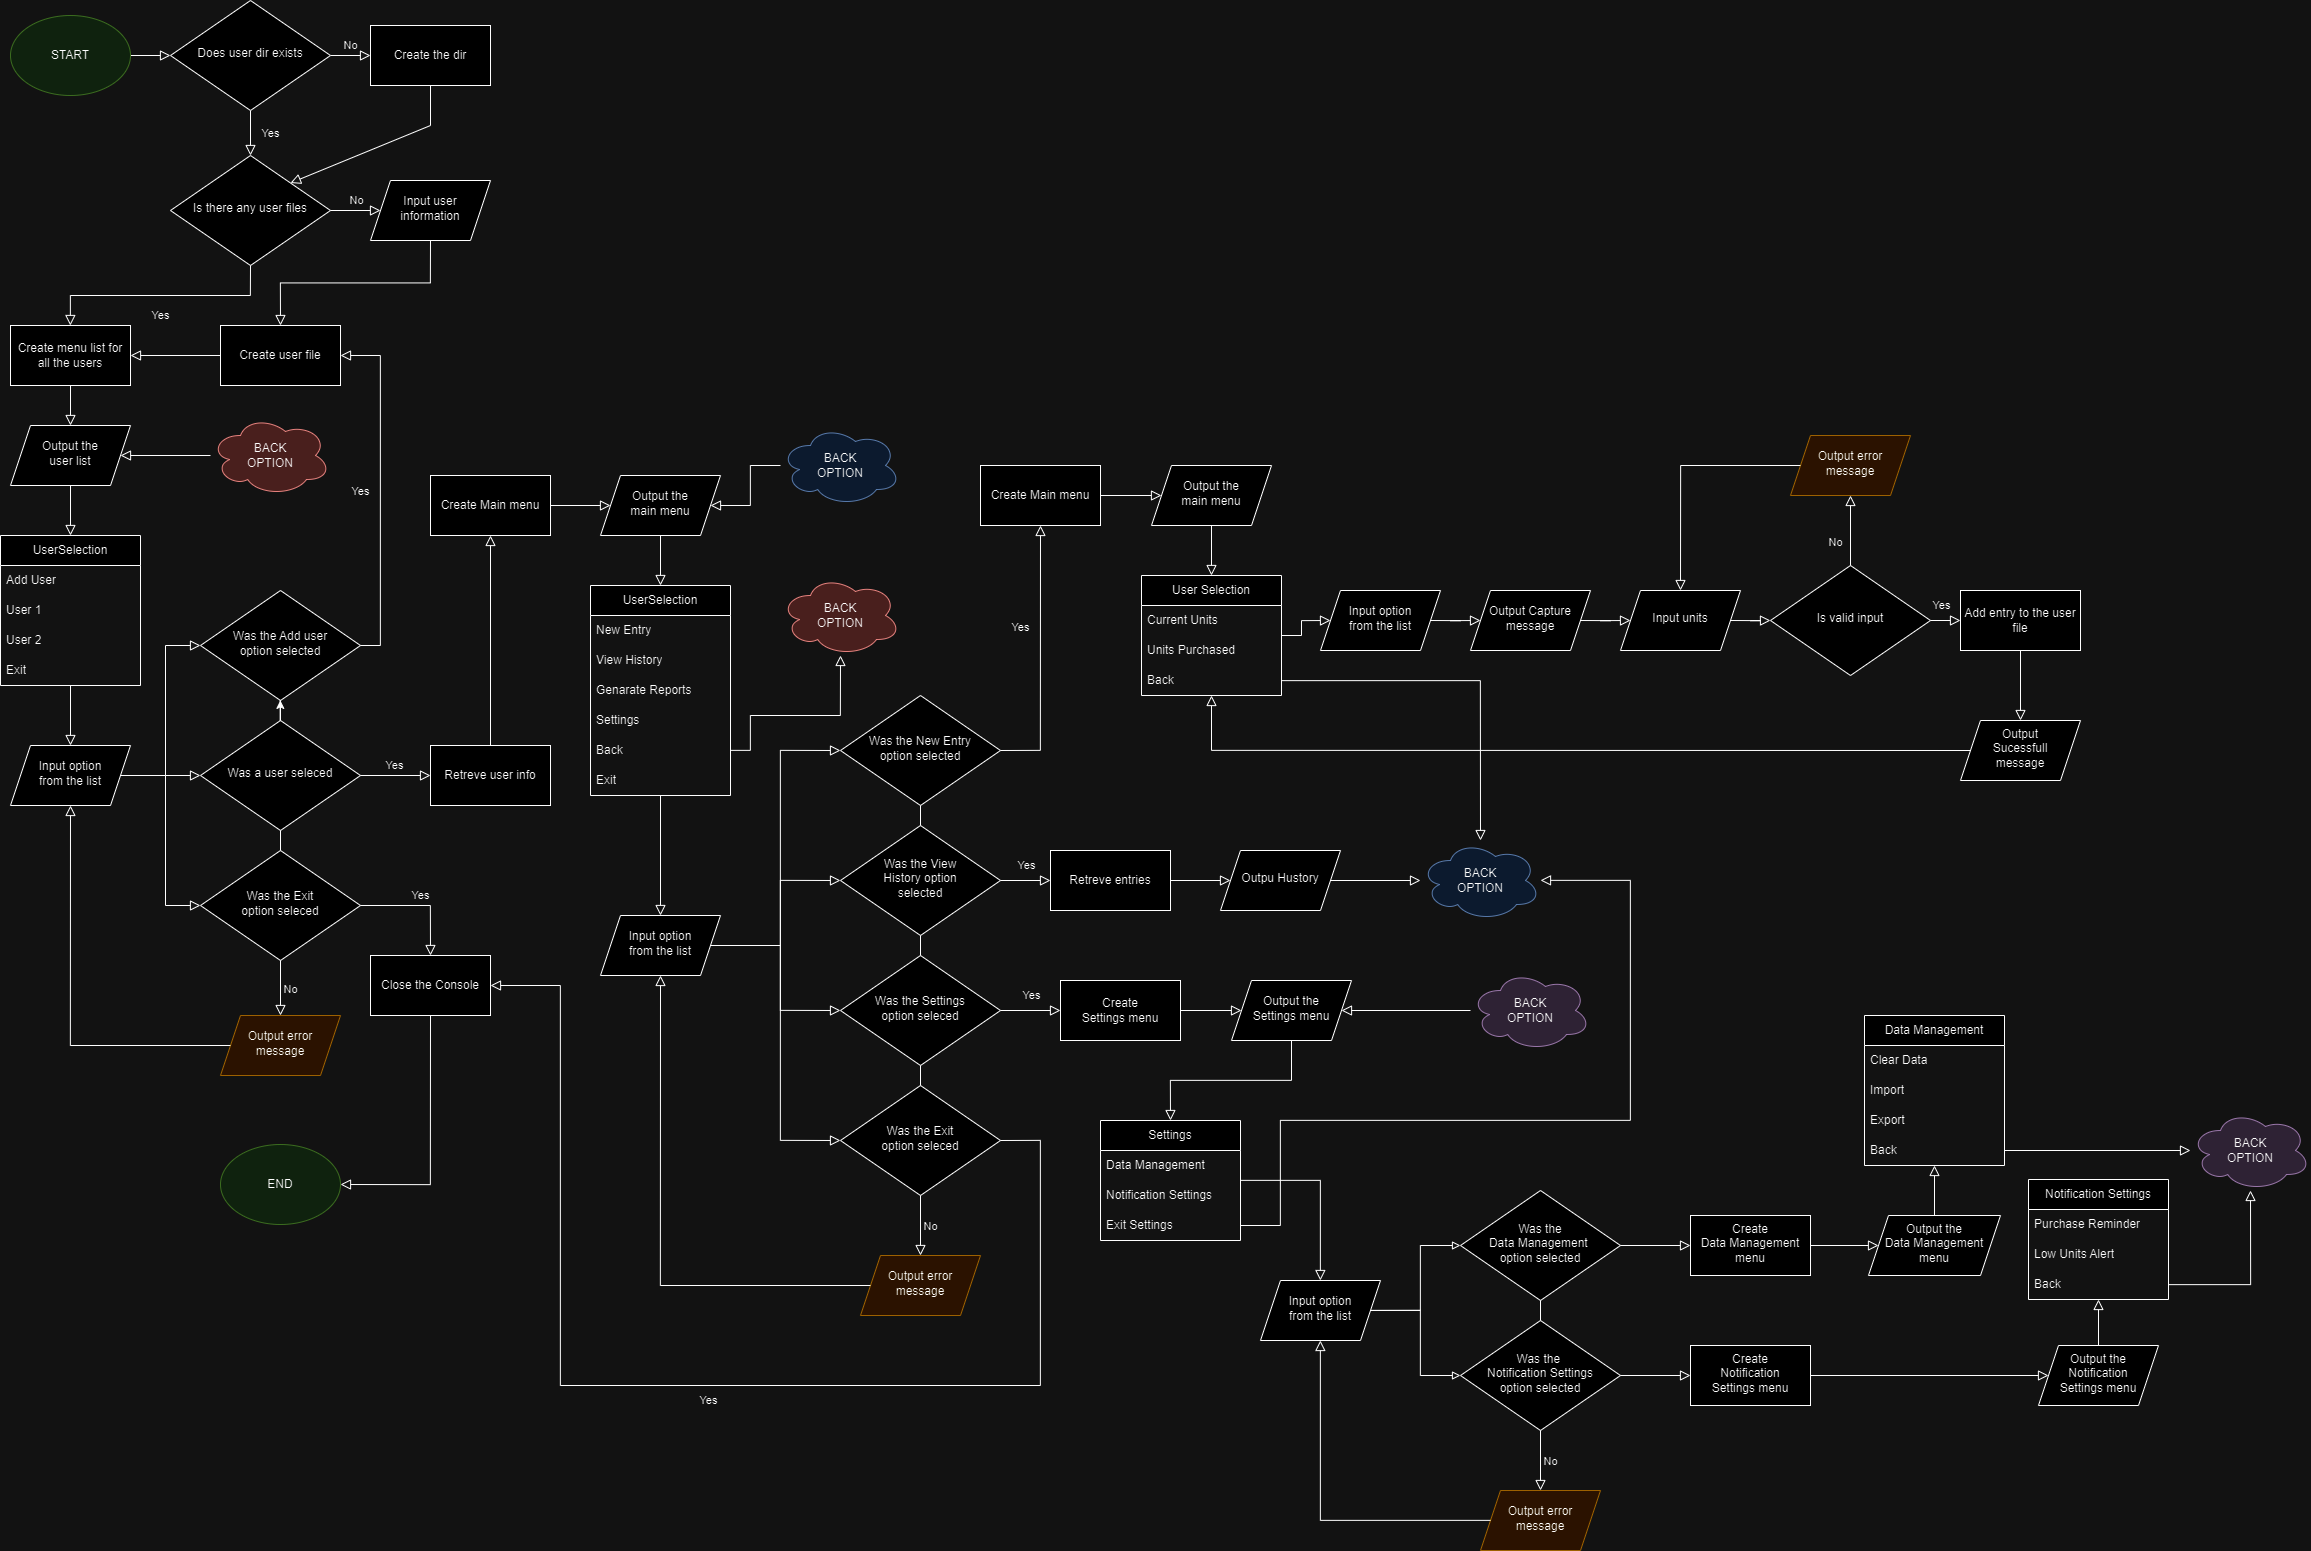 START
Does user dir exists
No
Create the dir
Yes
Is there any user files
No
Input user
information
Yes
Create menu list for
all the users
Create user file
Output the
user list
BACK
OPTION
Yes
UserSelection
Add User
User 1
User 2
Exit
Was the Add user
option selected
Input option
from the list
Was a user seleced
Yes
Retreve user info
Was the Exit
option seleced
Yes
Close the Console
No
Output error
message
END
Create Main menu
Output the
main menu
BACK
OPTION
UserSelection
New Entry
View History
Genarate Reports
Settings
Back
Exit
BACK
OPTION
Input option
from the list
Was the New Entry
option selected
Yes
Was the View
History option
selected
Yes
Retreve entries
Outpu Hustory
BACK
OPTION
Was the Settings
option seleced
Yes
Create
Settings menu
Output the
Settings menu
BACK
OPTION
Was the Exit
option seleced
No
Output error
message
Yes
Create Main menu
Output the
main menu
User Selection
Current Units
Units Purchased
Back
Input option
from the list
Output Capture
message
Input units
Is valid input
No
Output error
message
Yes
Add entry to the user
file
Output
Sucessfull
message
Settings
Data Management
Notification Settings
Exit Settings
Input option
from the list
Was the
Data Management
option selected
Create
Data Management
menu
Output the
Data Management
menu
Data Management
Clear Data
Import
Export
Back
BACK
OPTION
Was the
Notification Settings
option selected
Create
Notification
Settings menu
Output the
Notification
Settings menu
Notification Settings
Purchase Reminder
Low Units Alert
Back
No
Output error
message